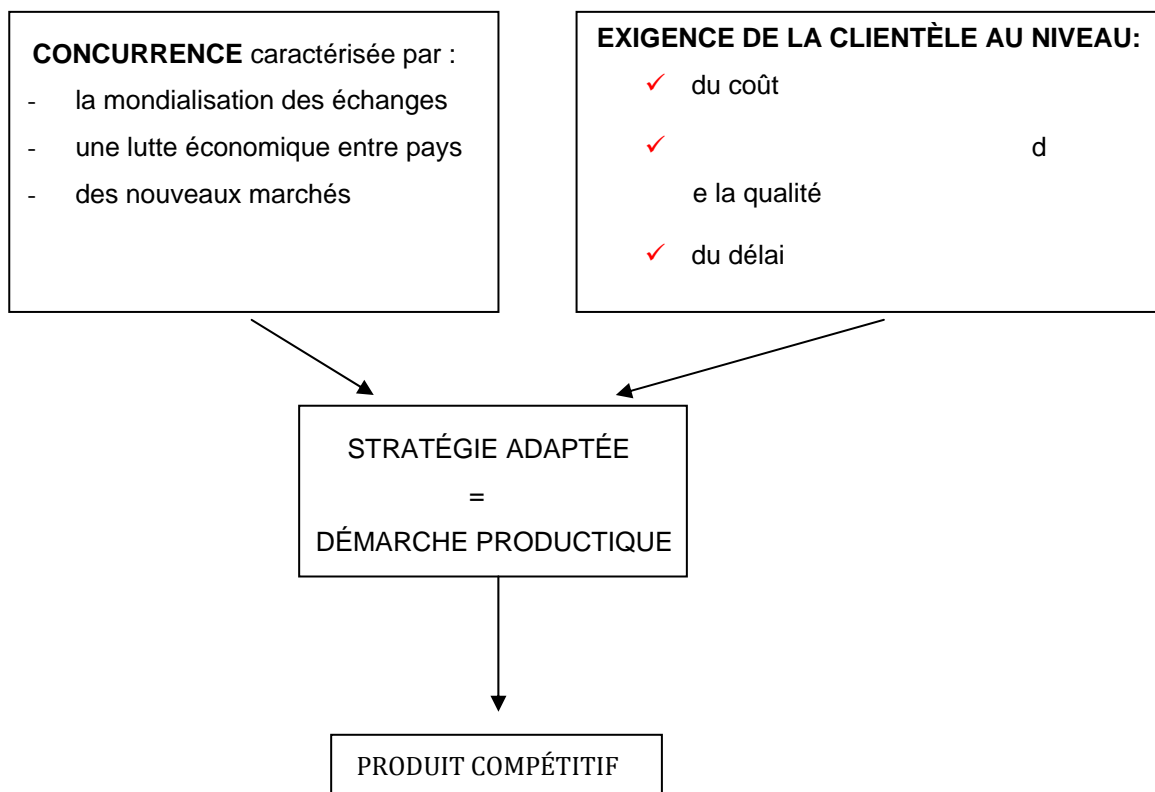 CONCURRENCE caractérisée par :
- la mondialisation des échanges
- une lutte économique entre pays
- des nouveaux marchés
EXIGENCE DE LA CLIENTÈLE AU NIVEAU:
✓ du coût
✓ d
e la qualité
✓ du délai
STRATÉGIE ADAPTÉE
=
DÉMARCHE PRODUCTIQUE
PRODUIT COMPÉTITIF